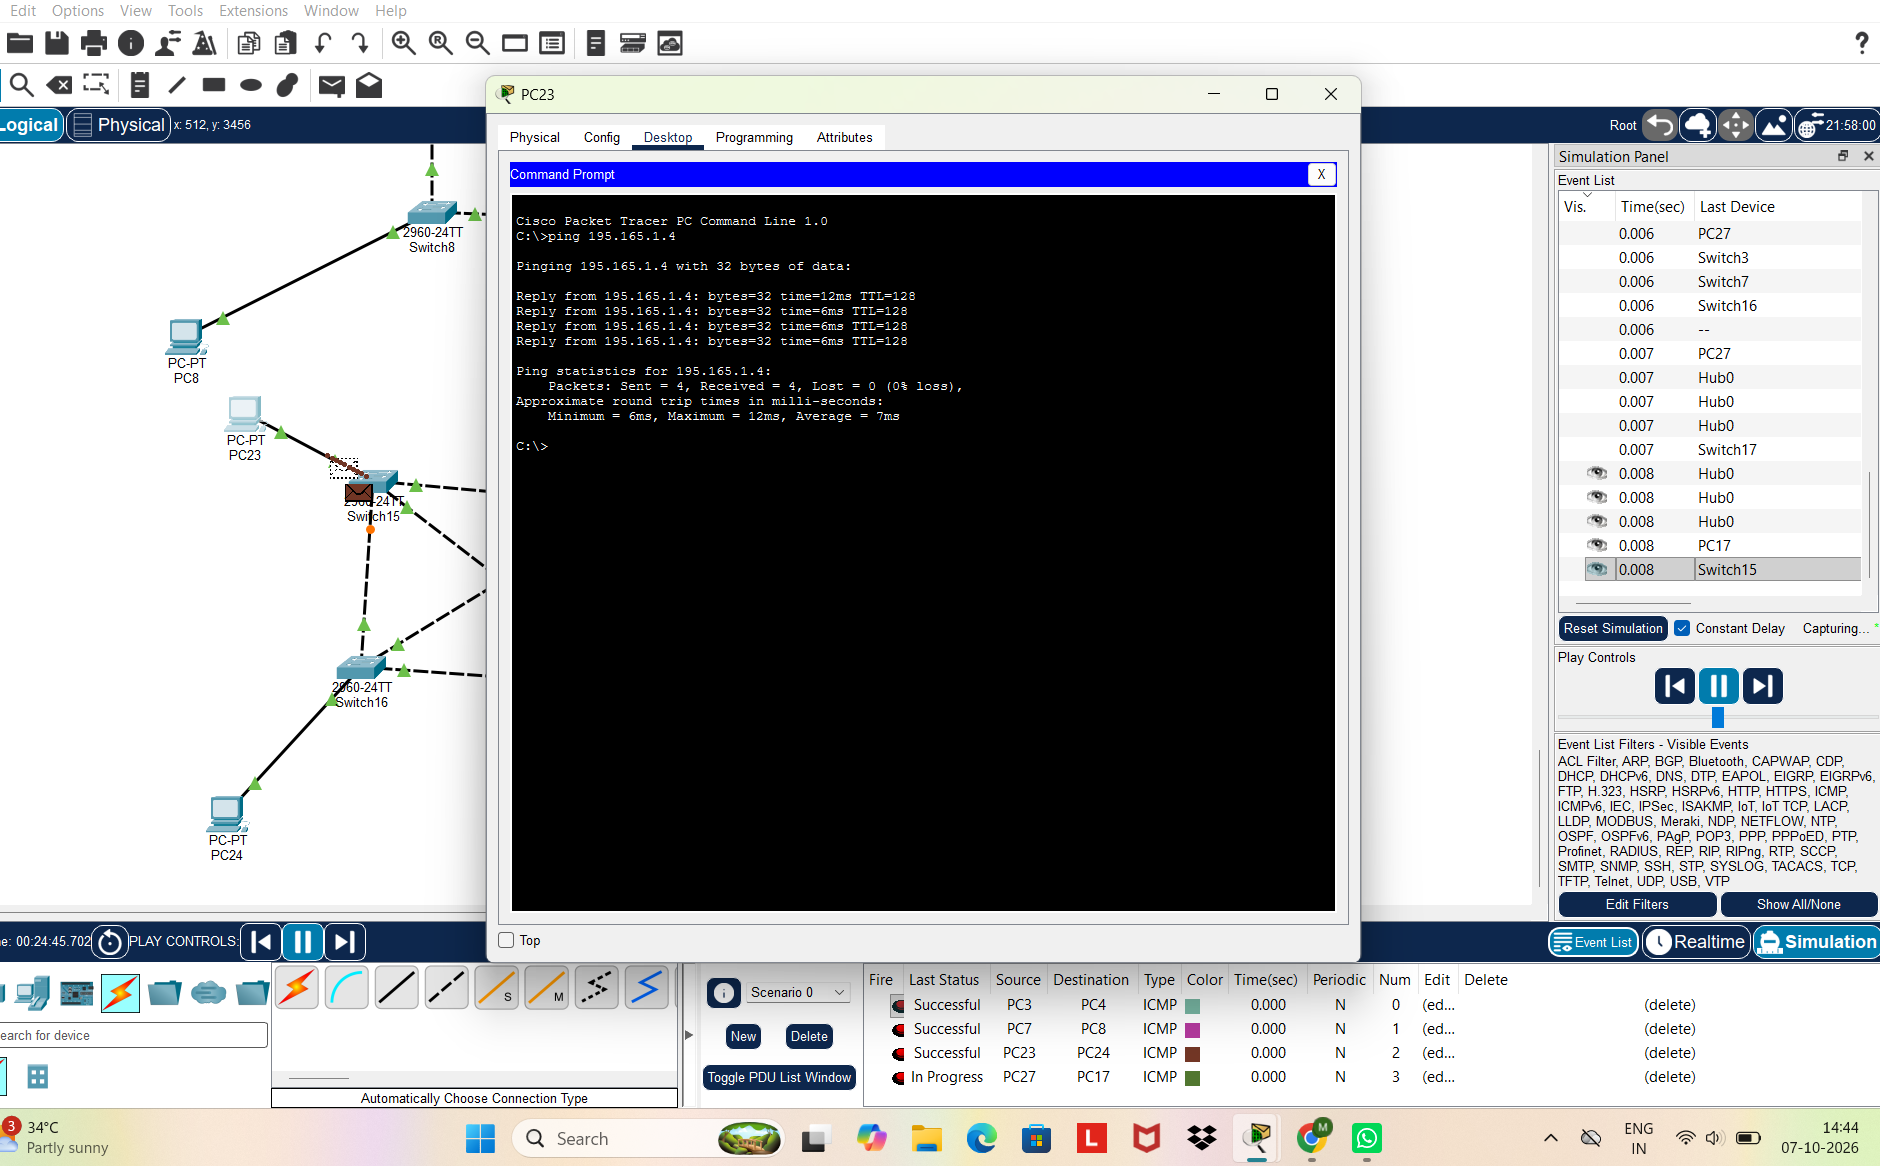 Edit Options View Tools Extensions Window Help
Logical Physical x: 512, y: 3456
Root 21:58:00
2960-24TT
Switch8
PC-PT
PC8
PC-PT
PC23
2960-24TT
Switch15
2960-24TT
Switch16
PC-PT
PC24
PC23
Physical Config Desktop Programming Attributes
Command Prompt X
Cisco Packet Tracer PC Command Line 1.0
C:\>ping 195.165.1.4
Pinging 195.165.1.4 with 32 bytes of data:
Reply from 195.165.1.4: bytes=32 time=12ms TTL=128
Reply from 195.165.1.4: bytes=32 time=6ms TTL=128
Reply from 195.165.1.4: bytes=32 time=6ms TTL=128
Reply from 195.165.1.4: bytes=32 time=6ms TTL=128
Ping statistics for 195.165.1.4:
Packets: Sent = 4, Received = 4, Lost = 0 (0% loss),
Approximate round trip times in milli-seconds:
Minimum = 6ms, Maximum = 12ms, Average = 7ms
C:\>
Top
Simulation Panel
Event List
Vis. Time(sec) Last Device
0.006 PC27
0.006 Switch3
0.006 Switch7
0.006 Switch16
0.006 --
0.007 PC27
0.007 Hub0
0.007 Hub0
0.007 Hub0
0.007 Switch17
0.008 Hub0
0.008 Hub0
0.008 Hub0
0.008 PC17
0.008 Switch15
Reset Simulation Constant Delay Capturing... *
Play Controls
Event List Filters - Visible Events
ACL Filter, ARP, BGP, Bluetooth, CAPWAP, CDP,
DHCP, DHCPv6, DNS, DTP, EAPOL, EIGRP, EIGRPv6,
FTP, H.323, HSRP, HSRPv6, HTTP, HTTPS, ICMP,
ICMPv6, IEC, IPSec, ISAKMP, IoT, IoT TCP, LACP,
LLDP, MODBUS, Meraki, NDP, NETFLOW, NTP,
OSPF, OSPFv6, PAgP, POP3, PPP, PPPoED, PTP,
Profinet, RADIUS, REP, RIP, RIPng, RTP, SCCP,
SMTP, SNMP, SSH, STP, SYSLOG, TACACS, TCP,
TFTP, Telnet, UDP, USB, VTP
Edit Filters Show All/None
e: 00:24:45.702 PLAY CONTROLS: Event List Realtime Simulation
S M
earch for device
Automatically Choose Connection Type
Scenario 0
New Delete
Toggle PDU List Window
Fire Last Status Source Destination Type Color Time(sec) Periodic Num Edit Delete
Successful PC3 PC4 ICMP 0.000 N 0 (ed... (delete)
Successful PC7 PC8 ICMP 0.000 N 1 (ed... (delete)
Successful PC23 PC24 ICMP 0.000 N 2 (ed... (delete)
In Progress PC27 PC17 ICMP 0.000 N 3 (ed... (delete)
3 34°C
Partly sunny
Search
L
M
ENG
IN
14:44
07-10-2026